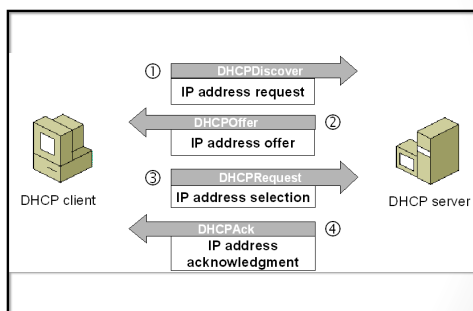 ① DHCPDiscover
IP address request
DHCPOffer ②
IP address offer
③ DHCPRequest
IP address selection
DHCP client
DHCP server
DHCPAck ④
IP address
acknowledgment